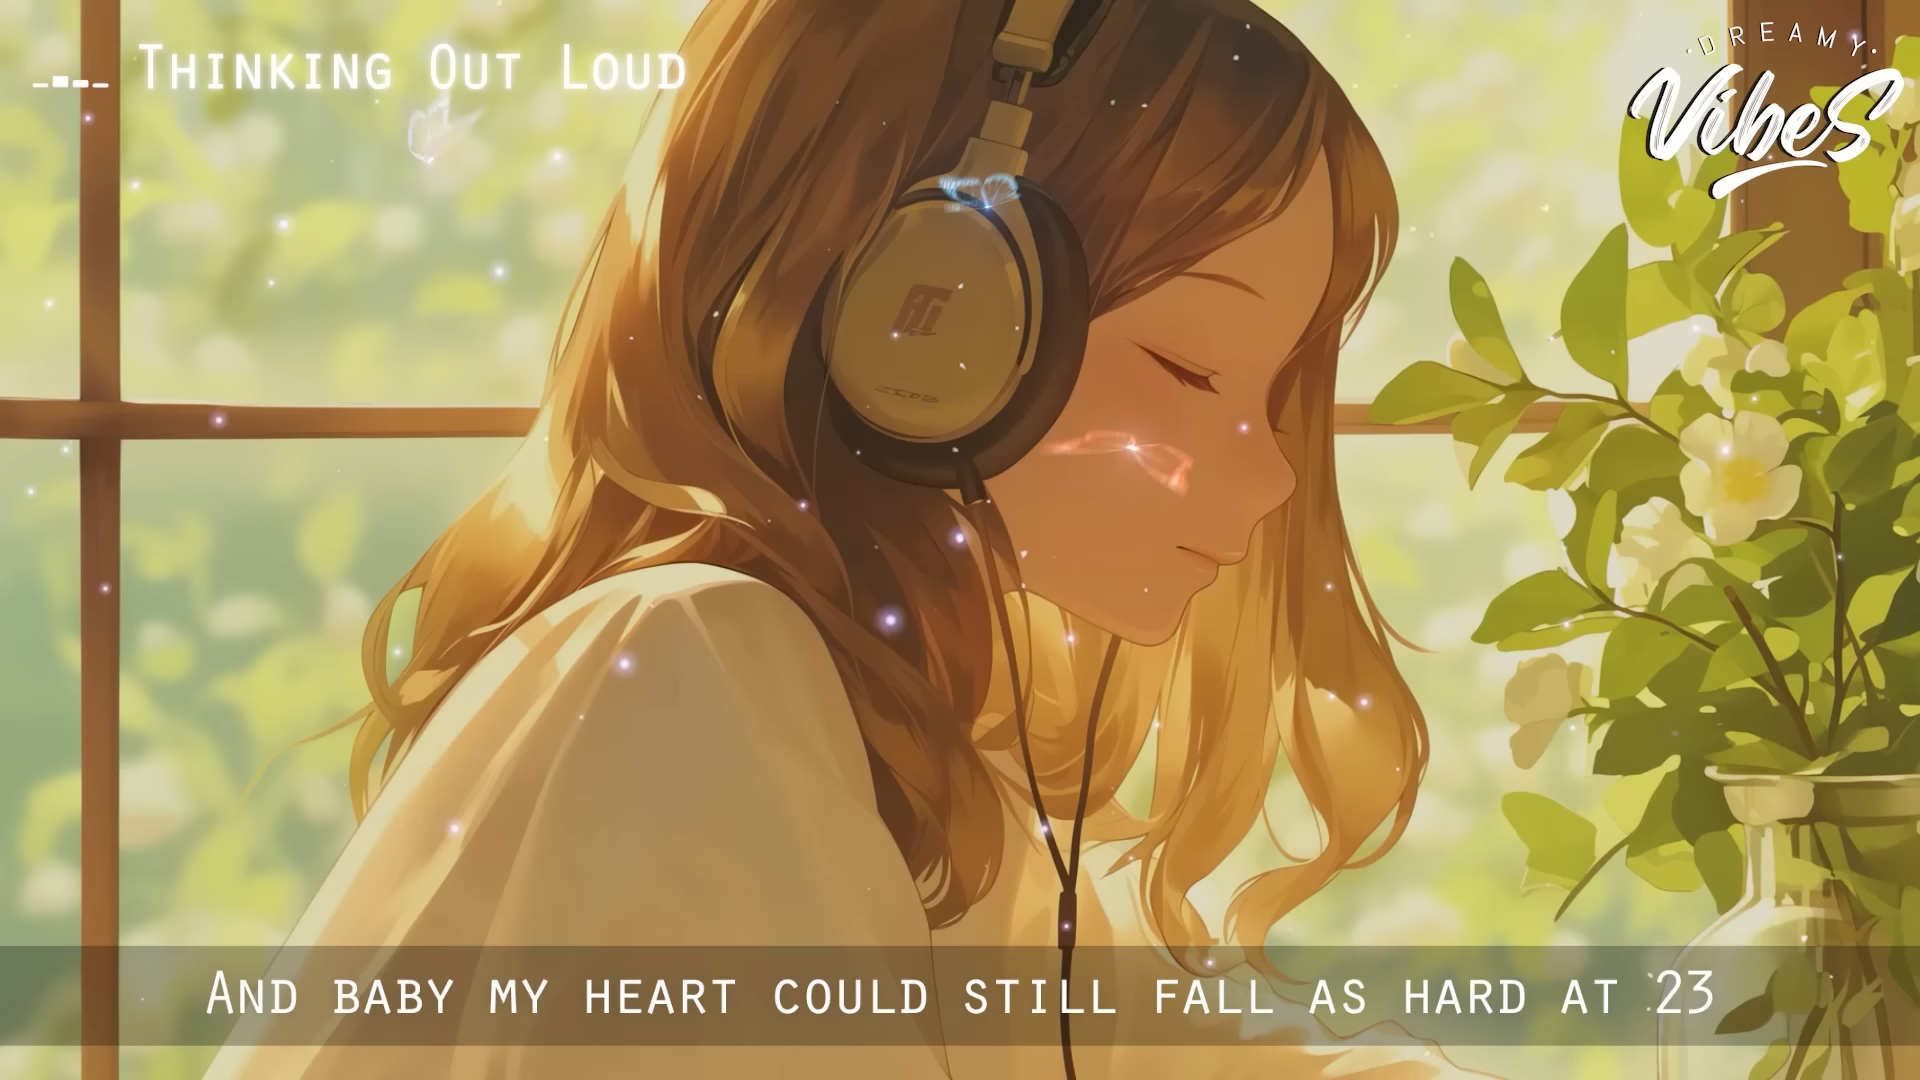 Thinking Out Loud
DREAMY
Vibes
And baby my heart could still fall as hard at 23